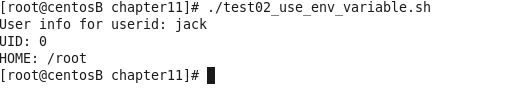 [root@centosB chapter11]# ./test02_use_env_variable.sh
User info for userid: jack
UID: 0
HOME: /root
[root@centosB chapter11]#